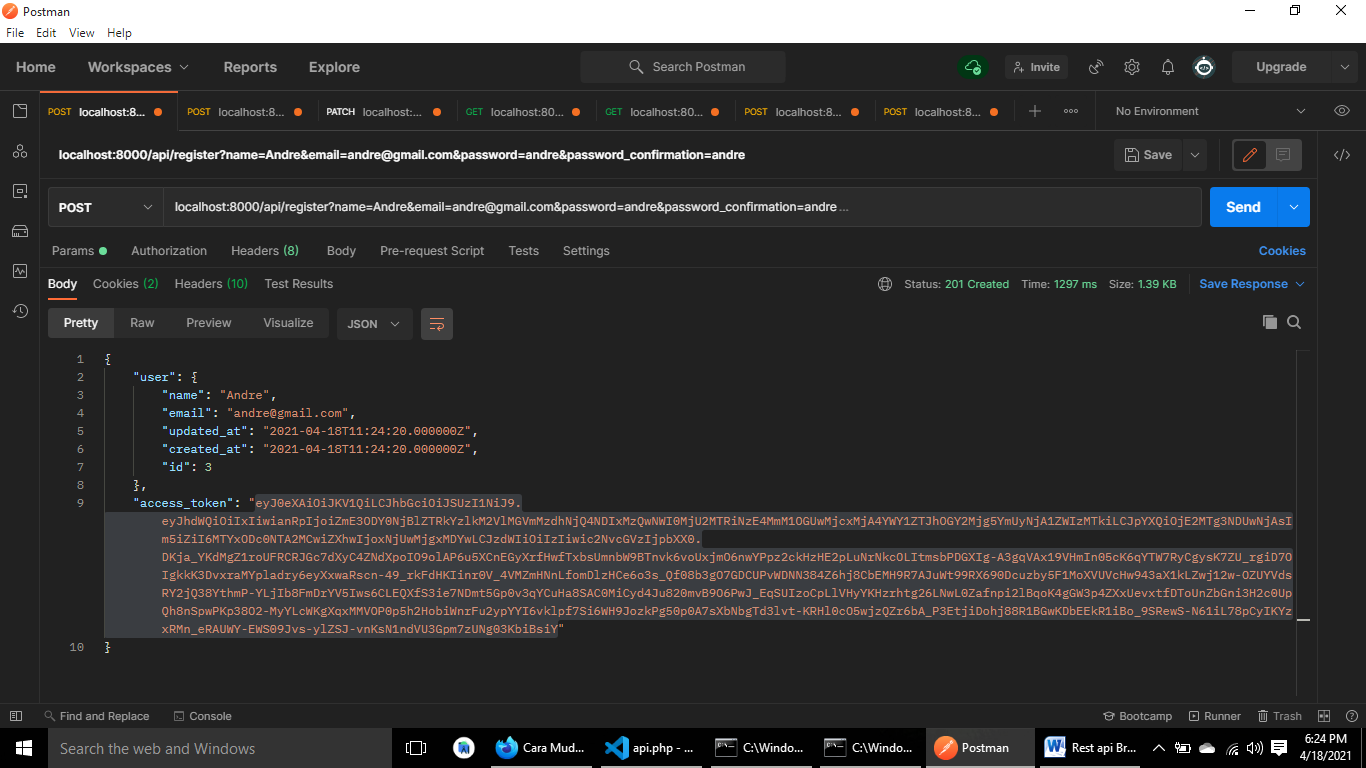 Postman
File Edit View Help
Home Workspaces Reports Explore Search Postman Invite Upgrade
POST localhost:8... POST localhost:8... PATCH localhost:... GET localhost:80... GET localhost:80... POST localhost:8... POST localhost:8... No Environment
localhost:8000/api/register?name=Andre&email=andre@gmail.com&password=andre&password_confirmation=andre Save
POST localhost:8000/api/register?name=Andre&email=andre@gmail.com&password=andre&password_confirmation=andre ... Send
Params Authorization Headers (8) Body Pre-request Script Tests Settings Cookies
Body Cookies (2) Headers (10) Test Results Status: 201 Created Time: 1297 ms Size: 1.39 KB Save Response
Pretty Raw Preview Visualize JSON
1 {
2 "user": {
3 "name": "Andre",
4 "email": "andre@gmail.com",
5 "updated_at": "2021-04-18T11:24:20.000000Z",
6 "created_at": "2021-04-18T11:24:20.000000Z",
7 "id": 3
8 },
9 "access_token": "eyJ0eXAiOiJKV1QiLCJhbGciOiJSUzI1NiJ9.
10 }
Find and Replace Console Bootcamp Runner Trash
Search the web and Windows Cara Mud... api.php - ... C:\Windo... C:\Windo... Postman Rest api Br... 6:24 PM
4/18/2021